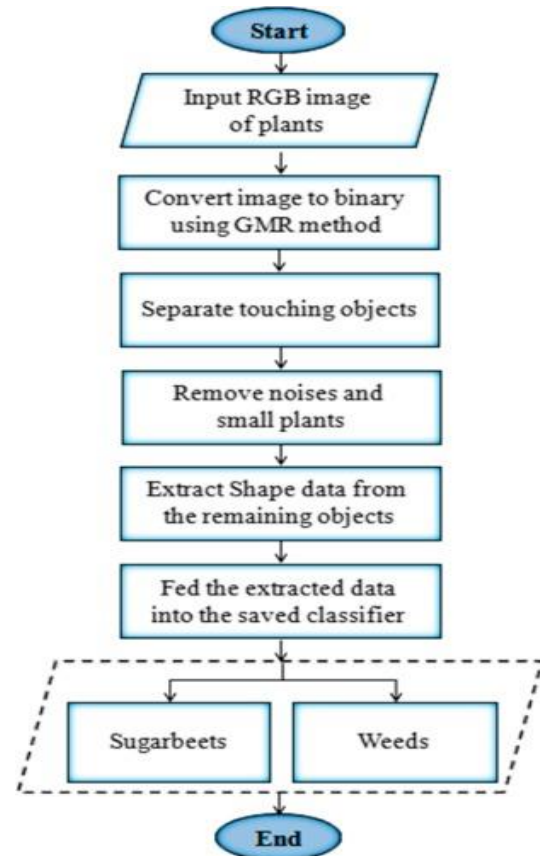 Start
Input RGB image
of plants
Convert image to binary
using GMR method
Separate touching objects
Remove noises and
small plants
Extract Shape data from
the remaining objects
Fed the extracted data
into the saved classifier
Sugarbeets
Weeds
End